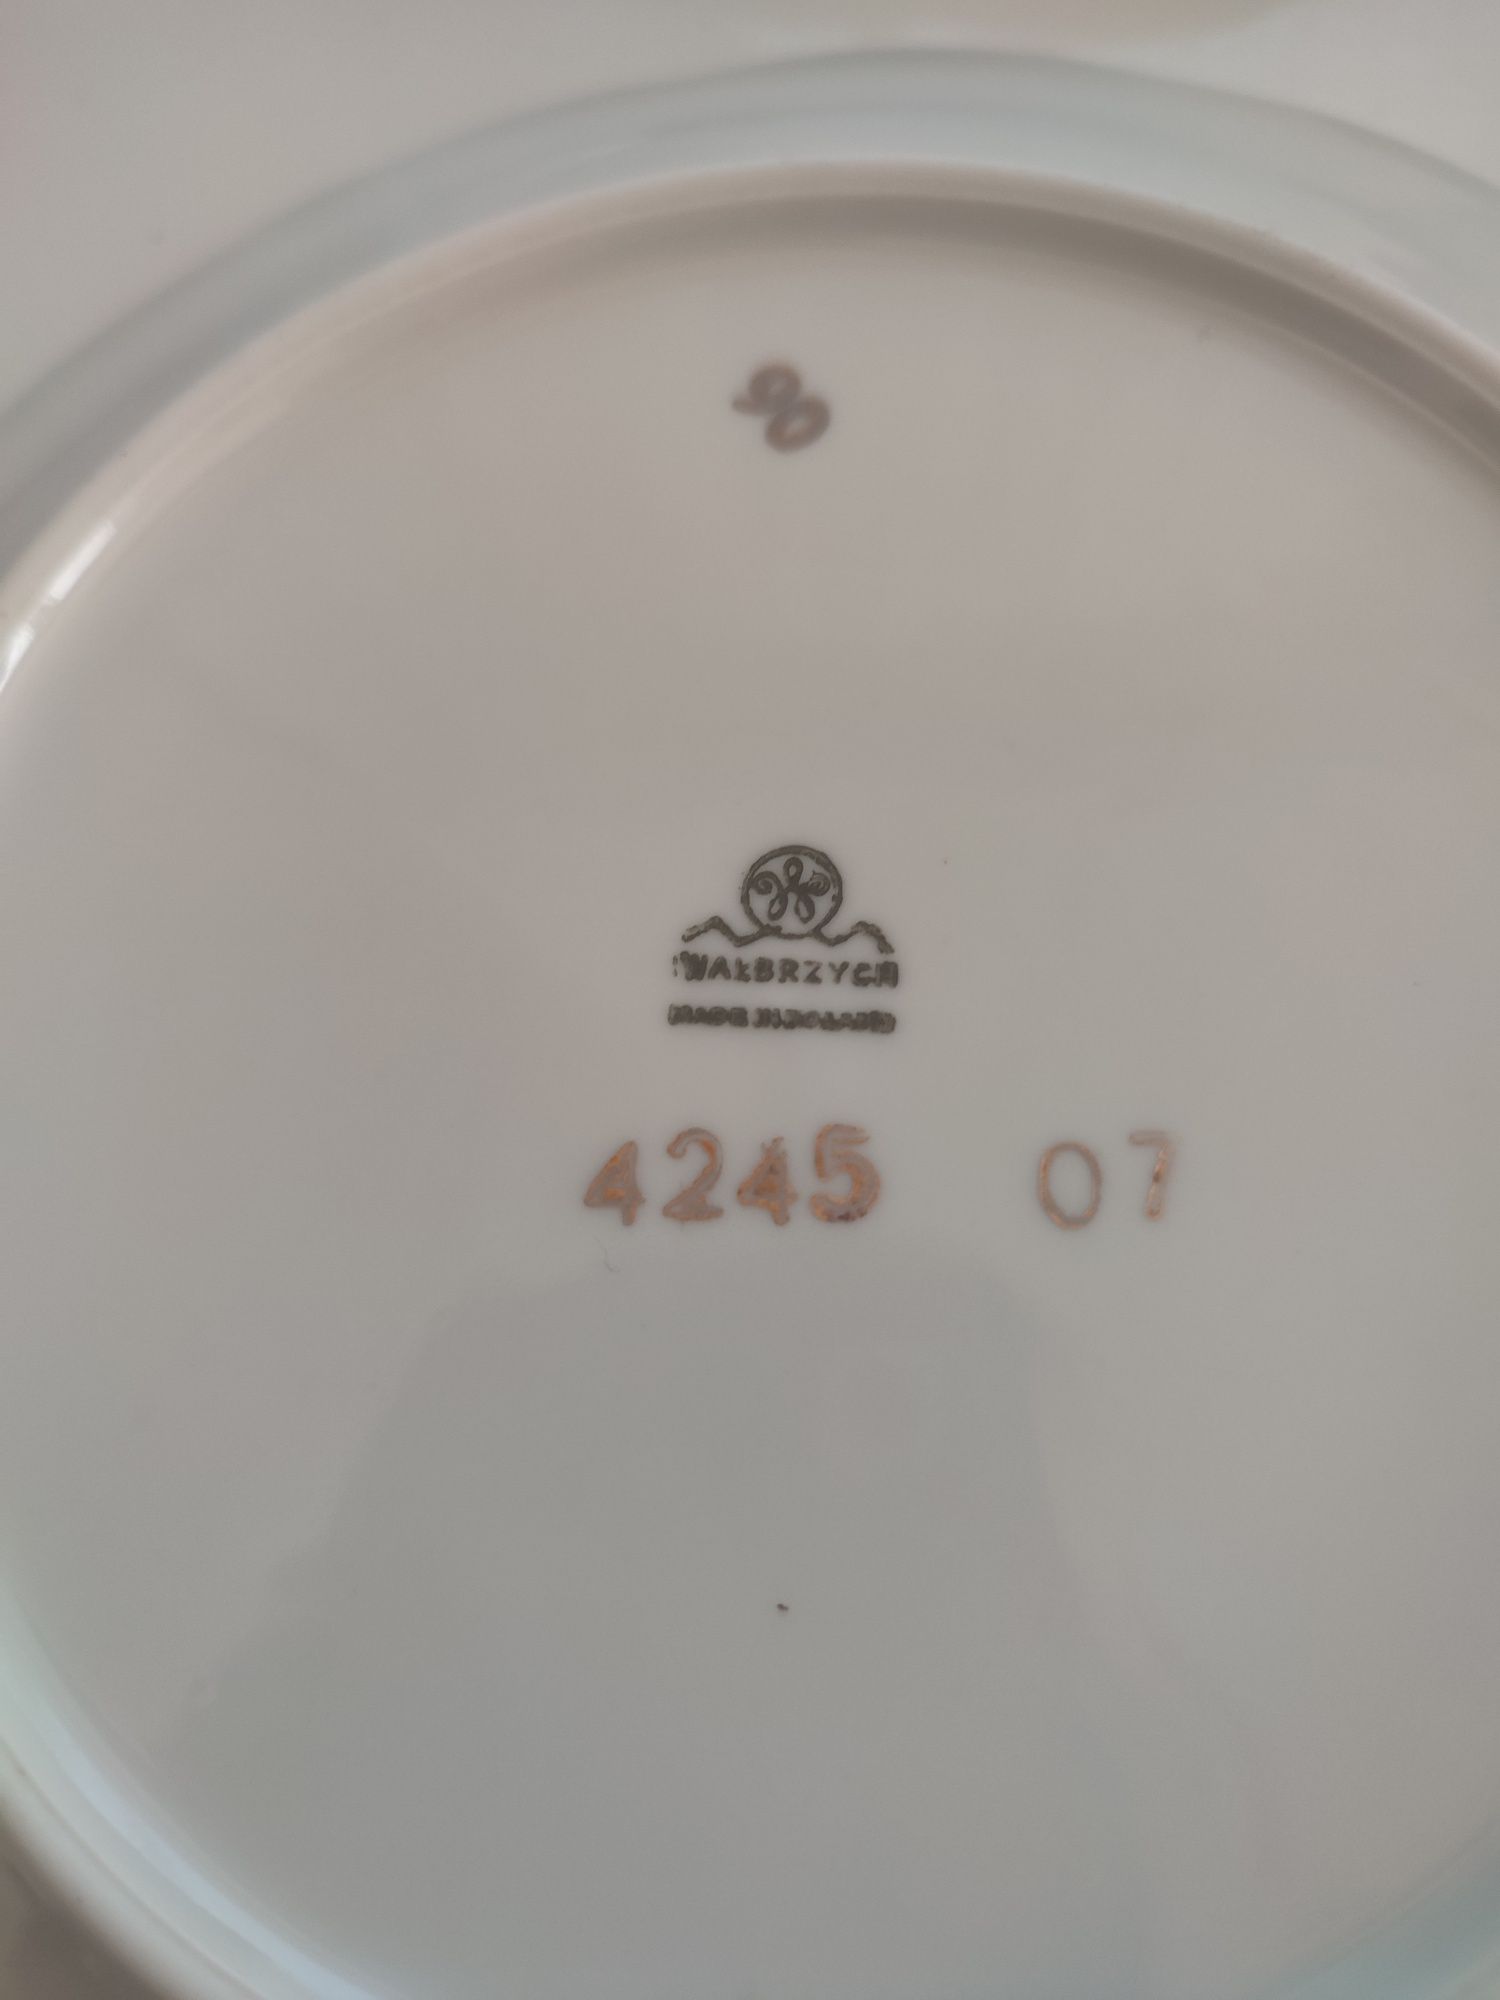 90
WAŁBRZYCH
MADE IN POLAND
4245 07